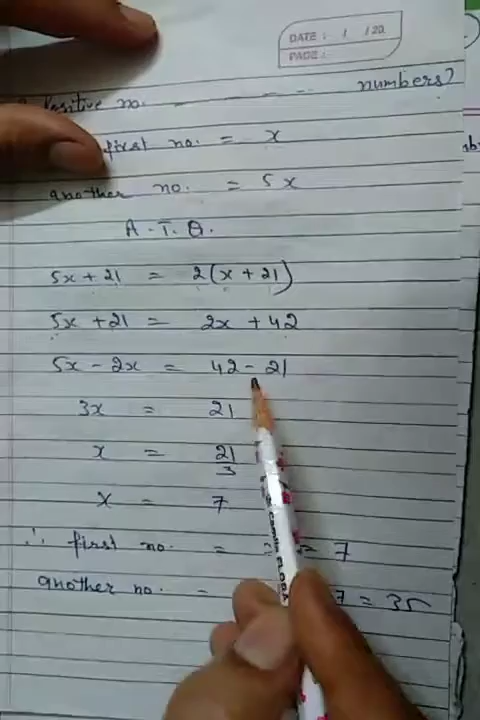 DATE : / / 20
PAGE :
Positive no. - - - - - numbers?
first no. = x
another no. = 5x
A.T.Q.
5x + 21 = 2(x + 21)
5x + 21 = 2x + 42
5x - 2x = 42 - 21
3x = 21
x = 21/3
x = 7
∴ first no. = = 7
another no. = 7 = 35